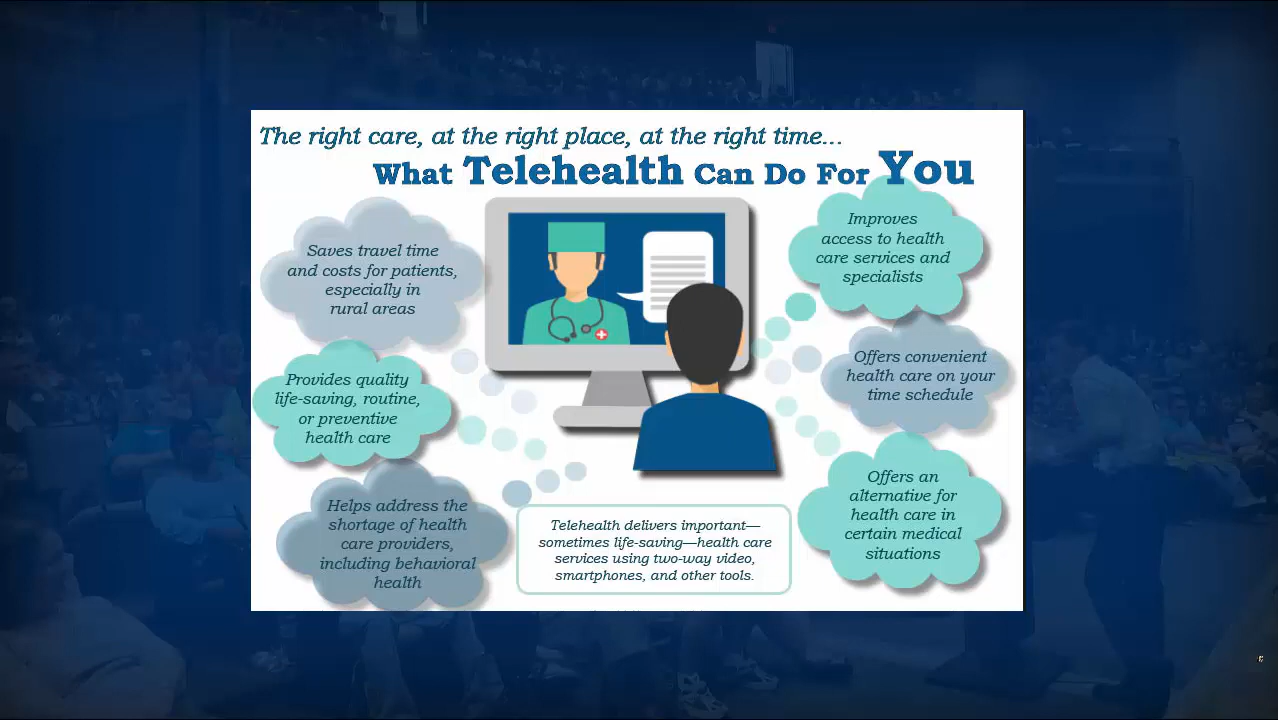 The right care, at the right place, at the right time...
What Telehealth Can Do For You
Saves travel time
and costs for patients,
especially in
rural areas
Provides quality
life-saving, routine,
or preventive
health care
Helps address the
shortage of health
care providers,
including behavioral
health
Telehealth delivers important—
sometimes life-saving—health care
services using two-way video,
smartphones, and other tools.
Improves
access to health
care services and
specialists
Offers convenient
health care on your
time schedule
Offers an
alternative for
health care in
certain medical
situations